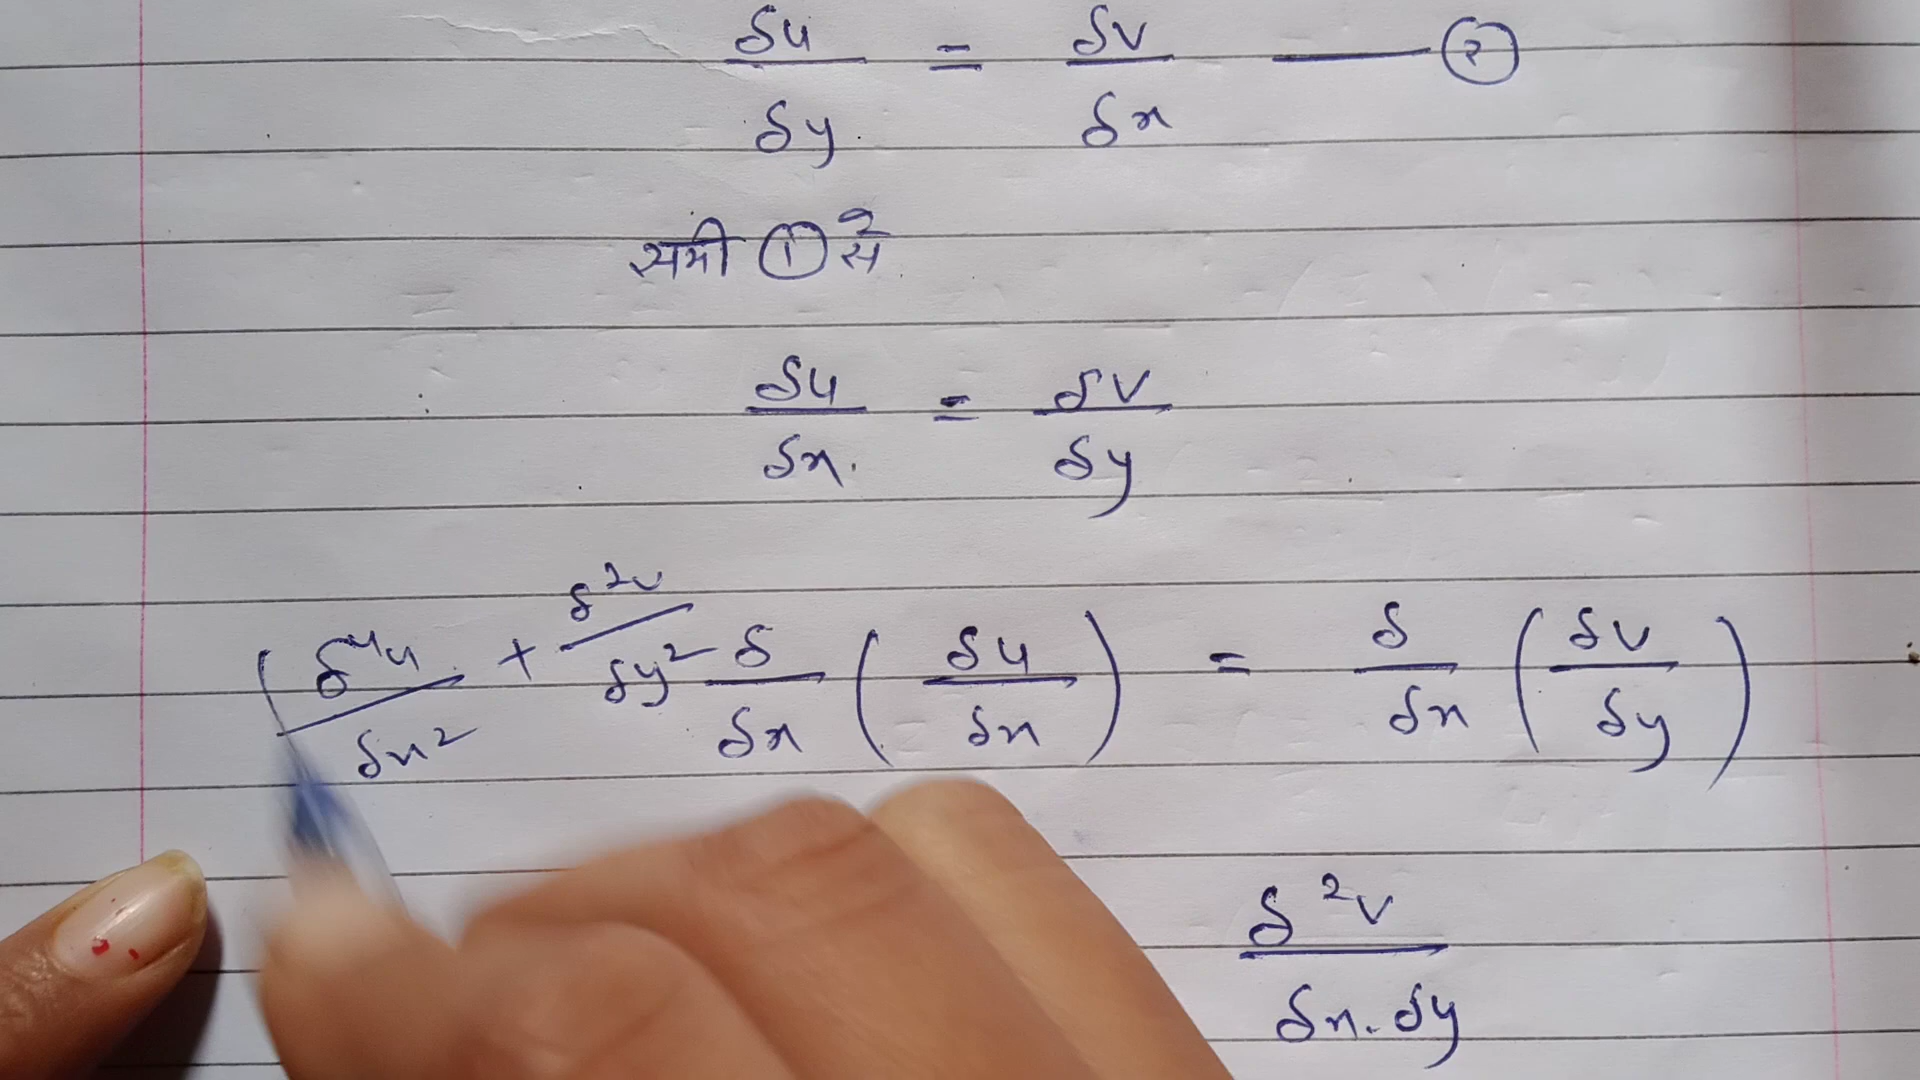 δu/δy = δv/δx —— ②
समी ① से
δu/δx = δv/δy
δ²u/δx² + δ²v/δy² δ/δx (δu/δx) = δ/δx (δv/δy)
δ²v/δx.δy